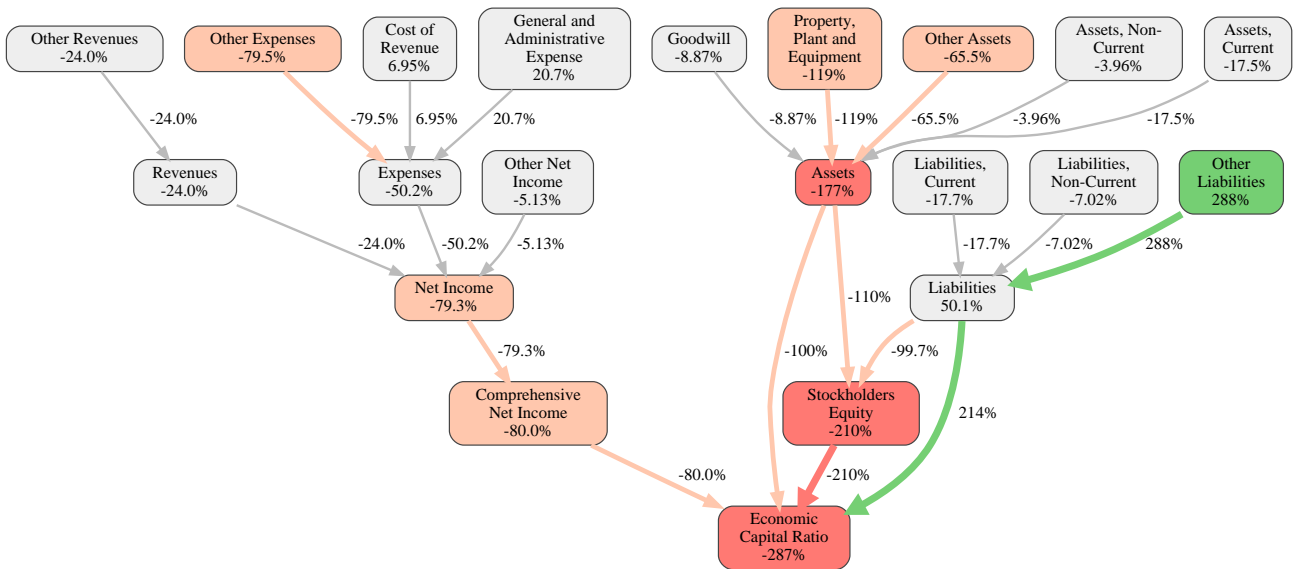 Other Revenues
-24.0%
Other Expenses
-79.5%
Cost of
Revenue
6.95%
General and
Administrative
Expense
20.7%
Goodwill
-8.87%
Property,
Plant and
Equipment
-119%
Other Assets
-65.5%
Assets, Non-
Current
-3.96%
Assets,
Current
-17.5%
-24.0%
-79.5%
6.95%
20.7%
-8.87%
-119%
-65.5%
-3.96%
-17.5%
Revenues
-24.0%
Expenses
-50.2%
Other Net
Income
-5.13%
Assets
-177%
Liabilities,
Current
-17.7%
Liabilities,
Non-Current
-7.02%
Other
Liabilities
288%
-24.0%
-50.2%
-5.13%
-17.7%
-7.02%
288%
Net Income
-79.3%
-110%
Liabilities
50.1%
-79.3%
-100%
-99.7%
Comprehensive
Net Income
-80.0%
Stockholders
Equity
-210%
214%
-80.0%
-210%
Economic
Capital Ratio
-287%